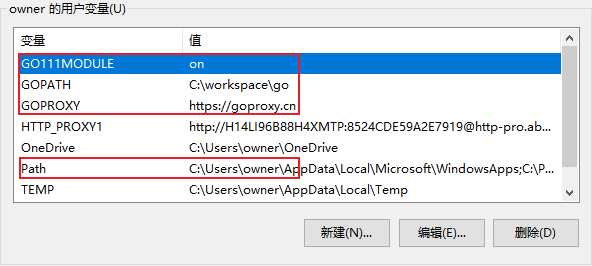 owner 的用户变量(U)
变量 值
GO111MODULE on
GOPATH C:\workspace\go
GOPROXY https://goproxy.cn
HTTP_PROXY1 http://H14LI96B88H4XMTP:8524CDE59A2E7919@http-pro.ab...
OneDrive C:\Users\owner\OneDrive
Path C:\Users\owner\AppData\Local\Microsoft\WindowsApps;C:\P...
TEMP C:\Users\owner\AppData\Local\Temp
新建(N)... 编辑(E)... 删除(D)